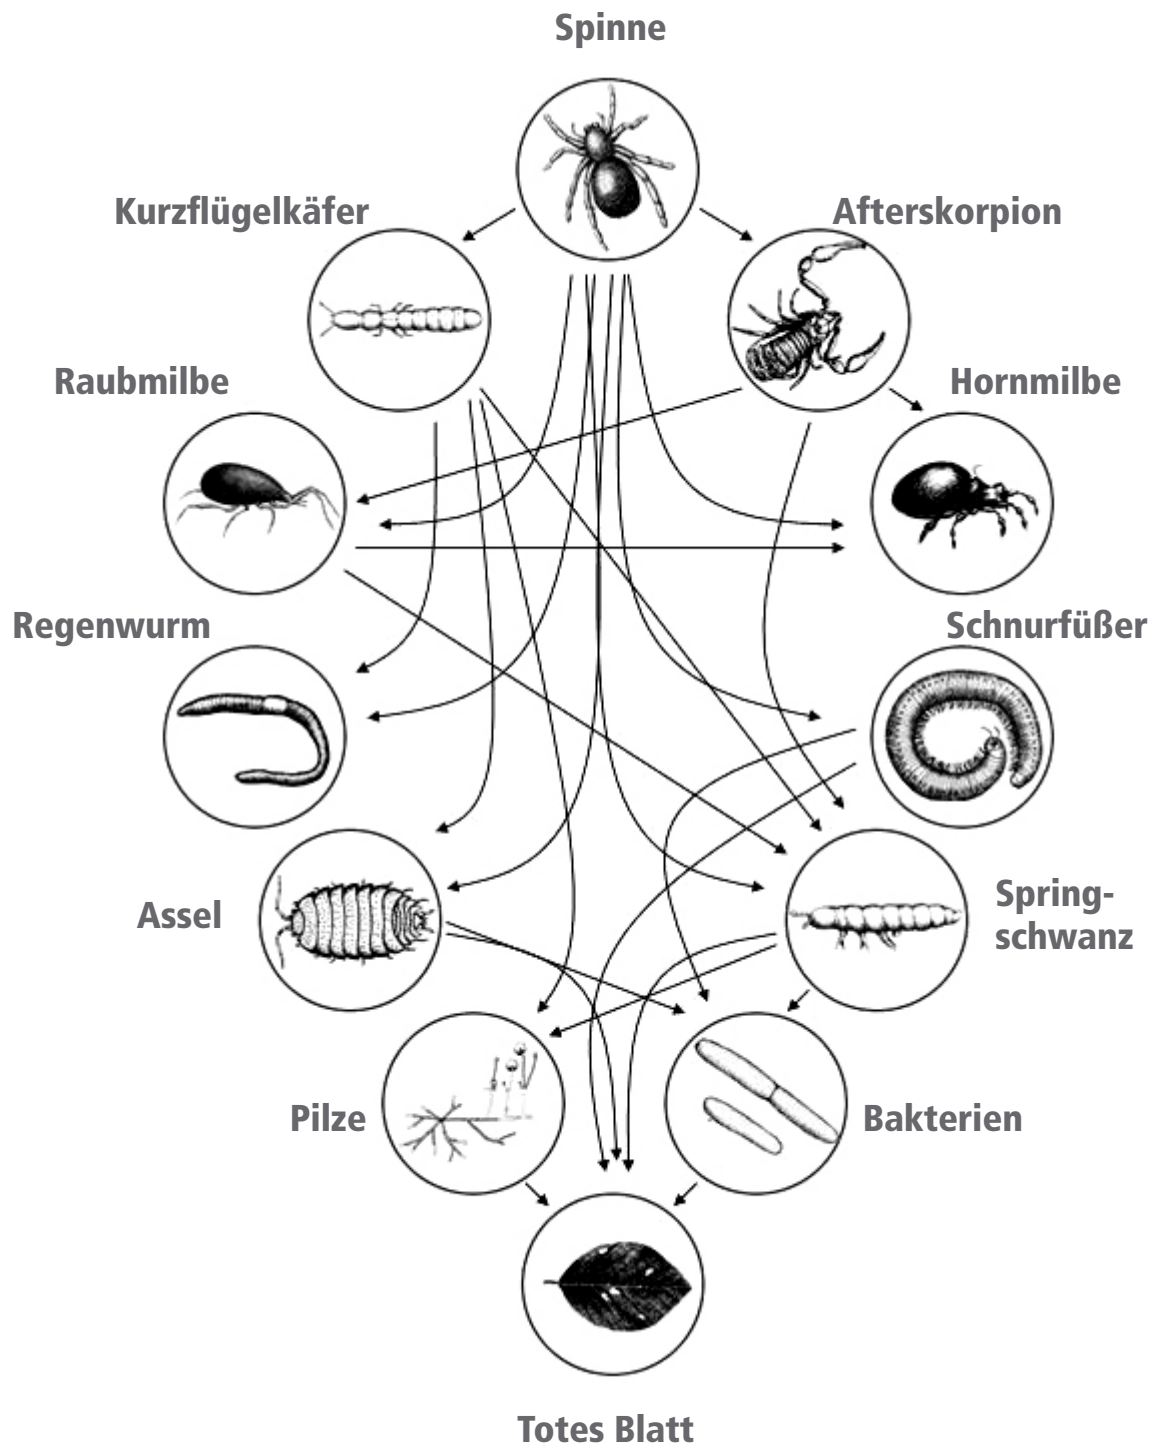 Spinne
Kurzflügelkäfer
Afterskorpion
Raubmilbe
Hornmilbe
Regenwurm
Schnurfüßer
Assel
Spring-
schwanz
Pilze
Bakterien
Totes Blatt